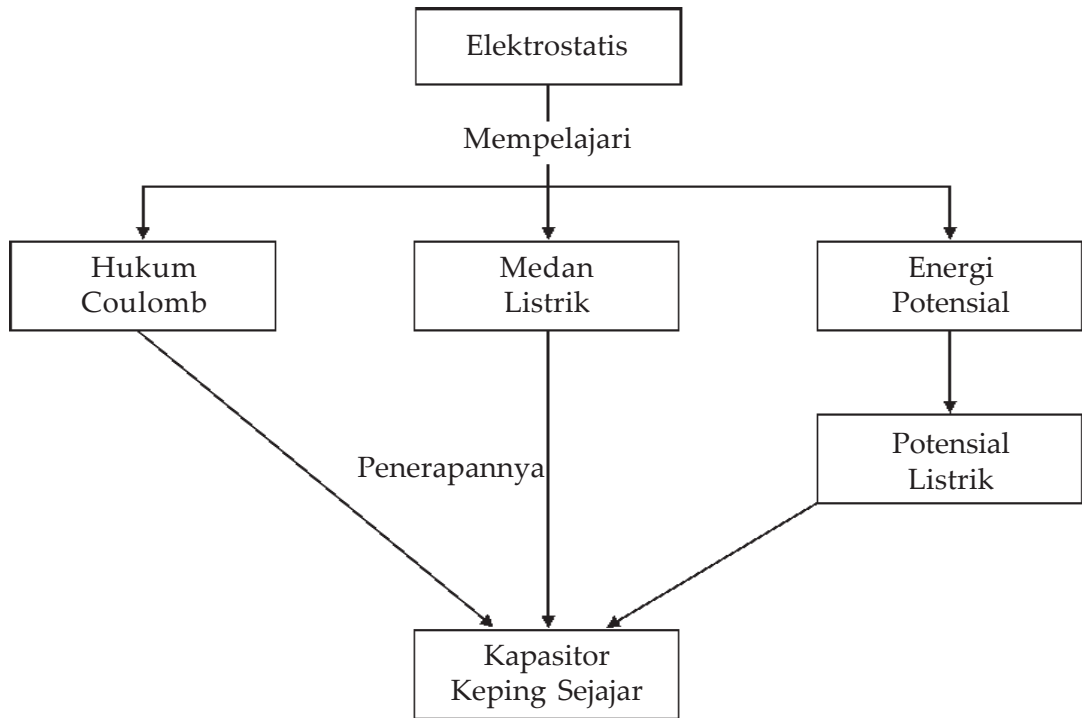 Elektrostatis
Mempelajari
Hukum
Coulomb
Medan
Listrik
Energi
Potensial
Potensial
Listrik
Penerapannya
Kapasitor
Keping Sejajar